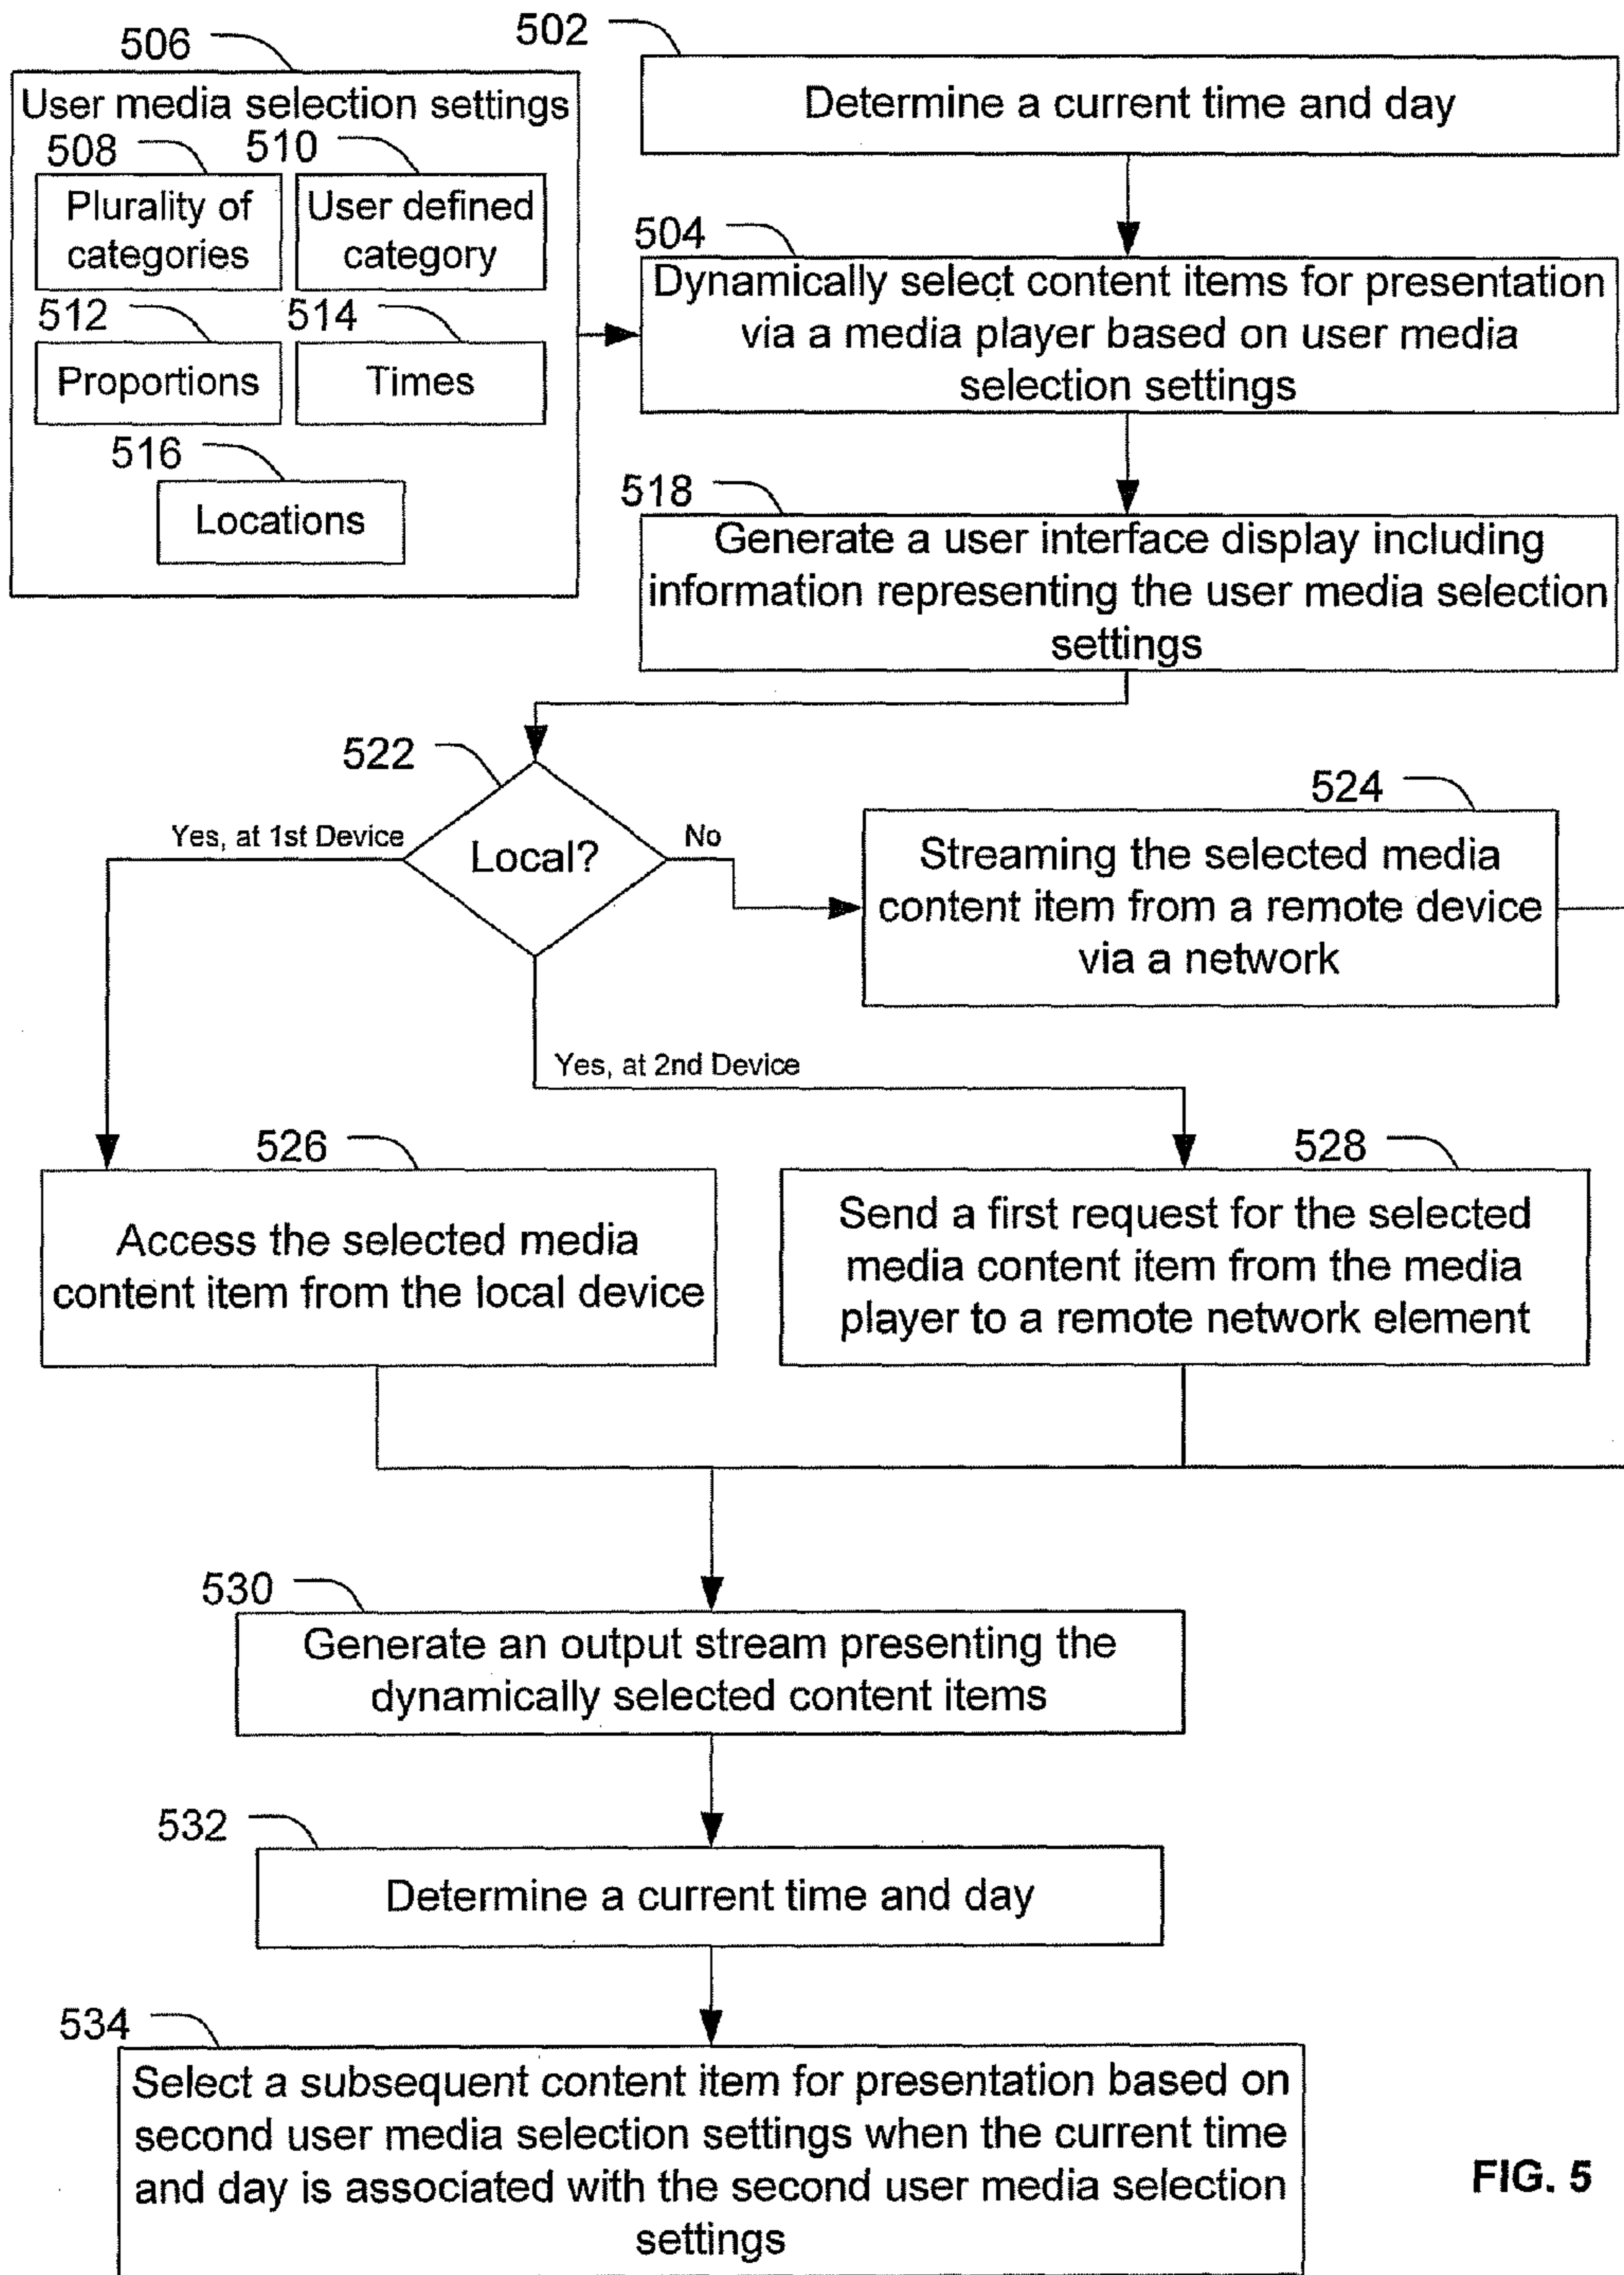 506
User media selection settings
508
510
Plurality of
categories
User defined
category
512
514
Proportions
Times
516
Locations
502
Determine a current time and day
504
Dynamically select content items for presentation
via a media player based on user media
selection settings
518
Generate a user interface display including
information representing the user media selection
settings
522
Local?
Yes, at 1st Device
No
Yes, at 2nd Device
524
Streaming the selected media
content item from a remote device
via a network
526
Access the selected media
content item from the local device
528
Send a first request for the selected
media content item from the media
player to a remote network element
530
Generate an output stream presenting the
dynamically selected content items
532
Determine a current time and day
534
Select a subsequent content item for presentation based on
second user media selection settings when the current time
and day is associated with the second user media selection
settings
FIG. 5